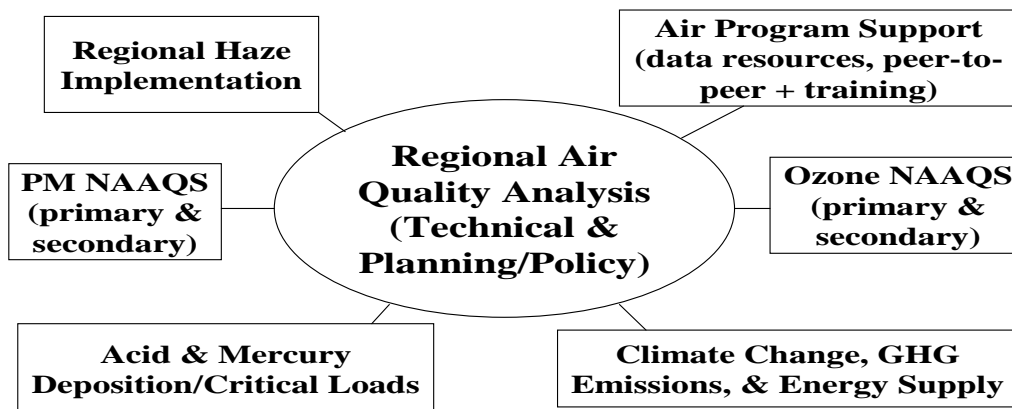 Regional Haze
Implementation
Air Program Support
(data resources, peer-to-
peer + training)
PM NAAQS
(primary &
secondary)
Regional Air
Quality Analysis
(Technical &
Planning/Policy)
Ozone NAAQS
(primary &
secondary)
Acid & Mercury
Deposition/Critical Loads
Climate Change, GHG
Emissions, & Energy Supply